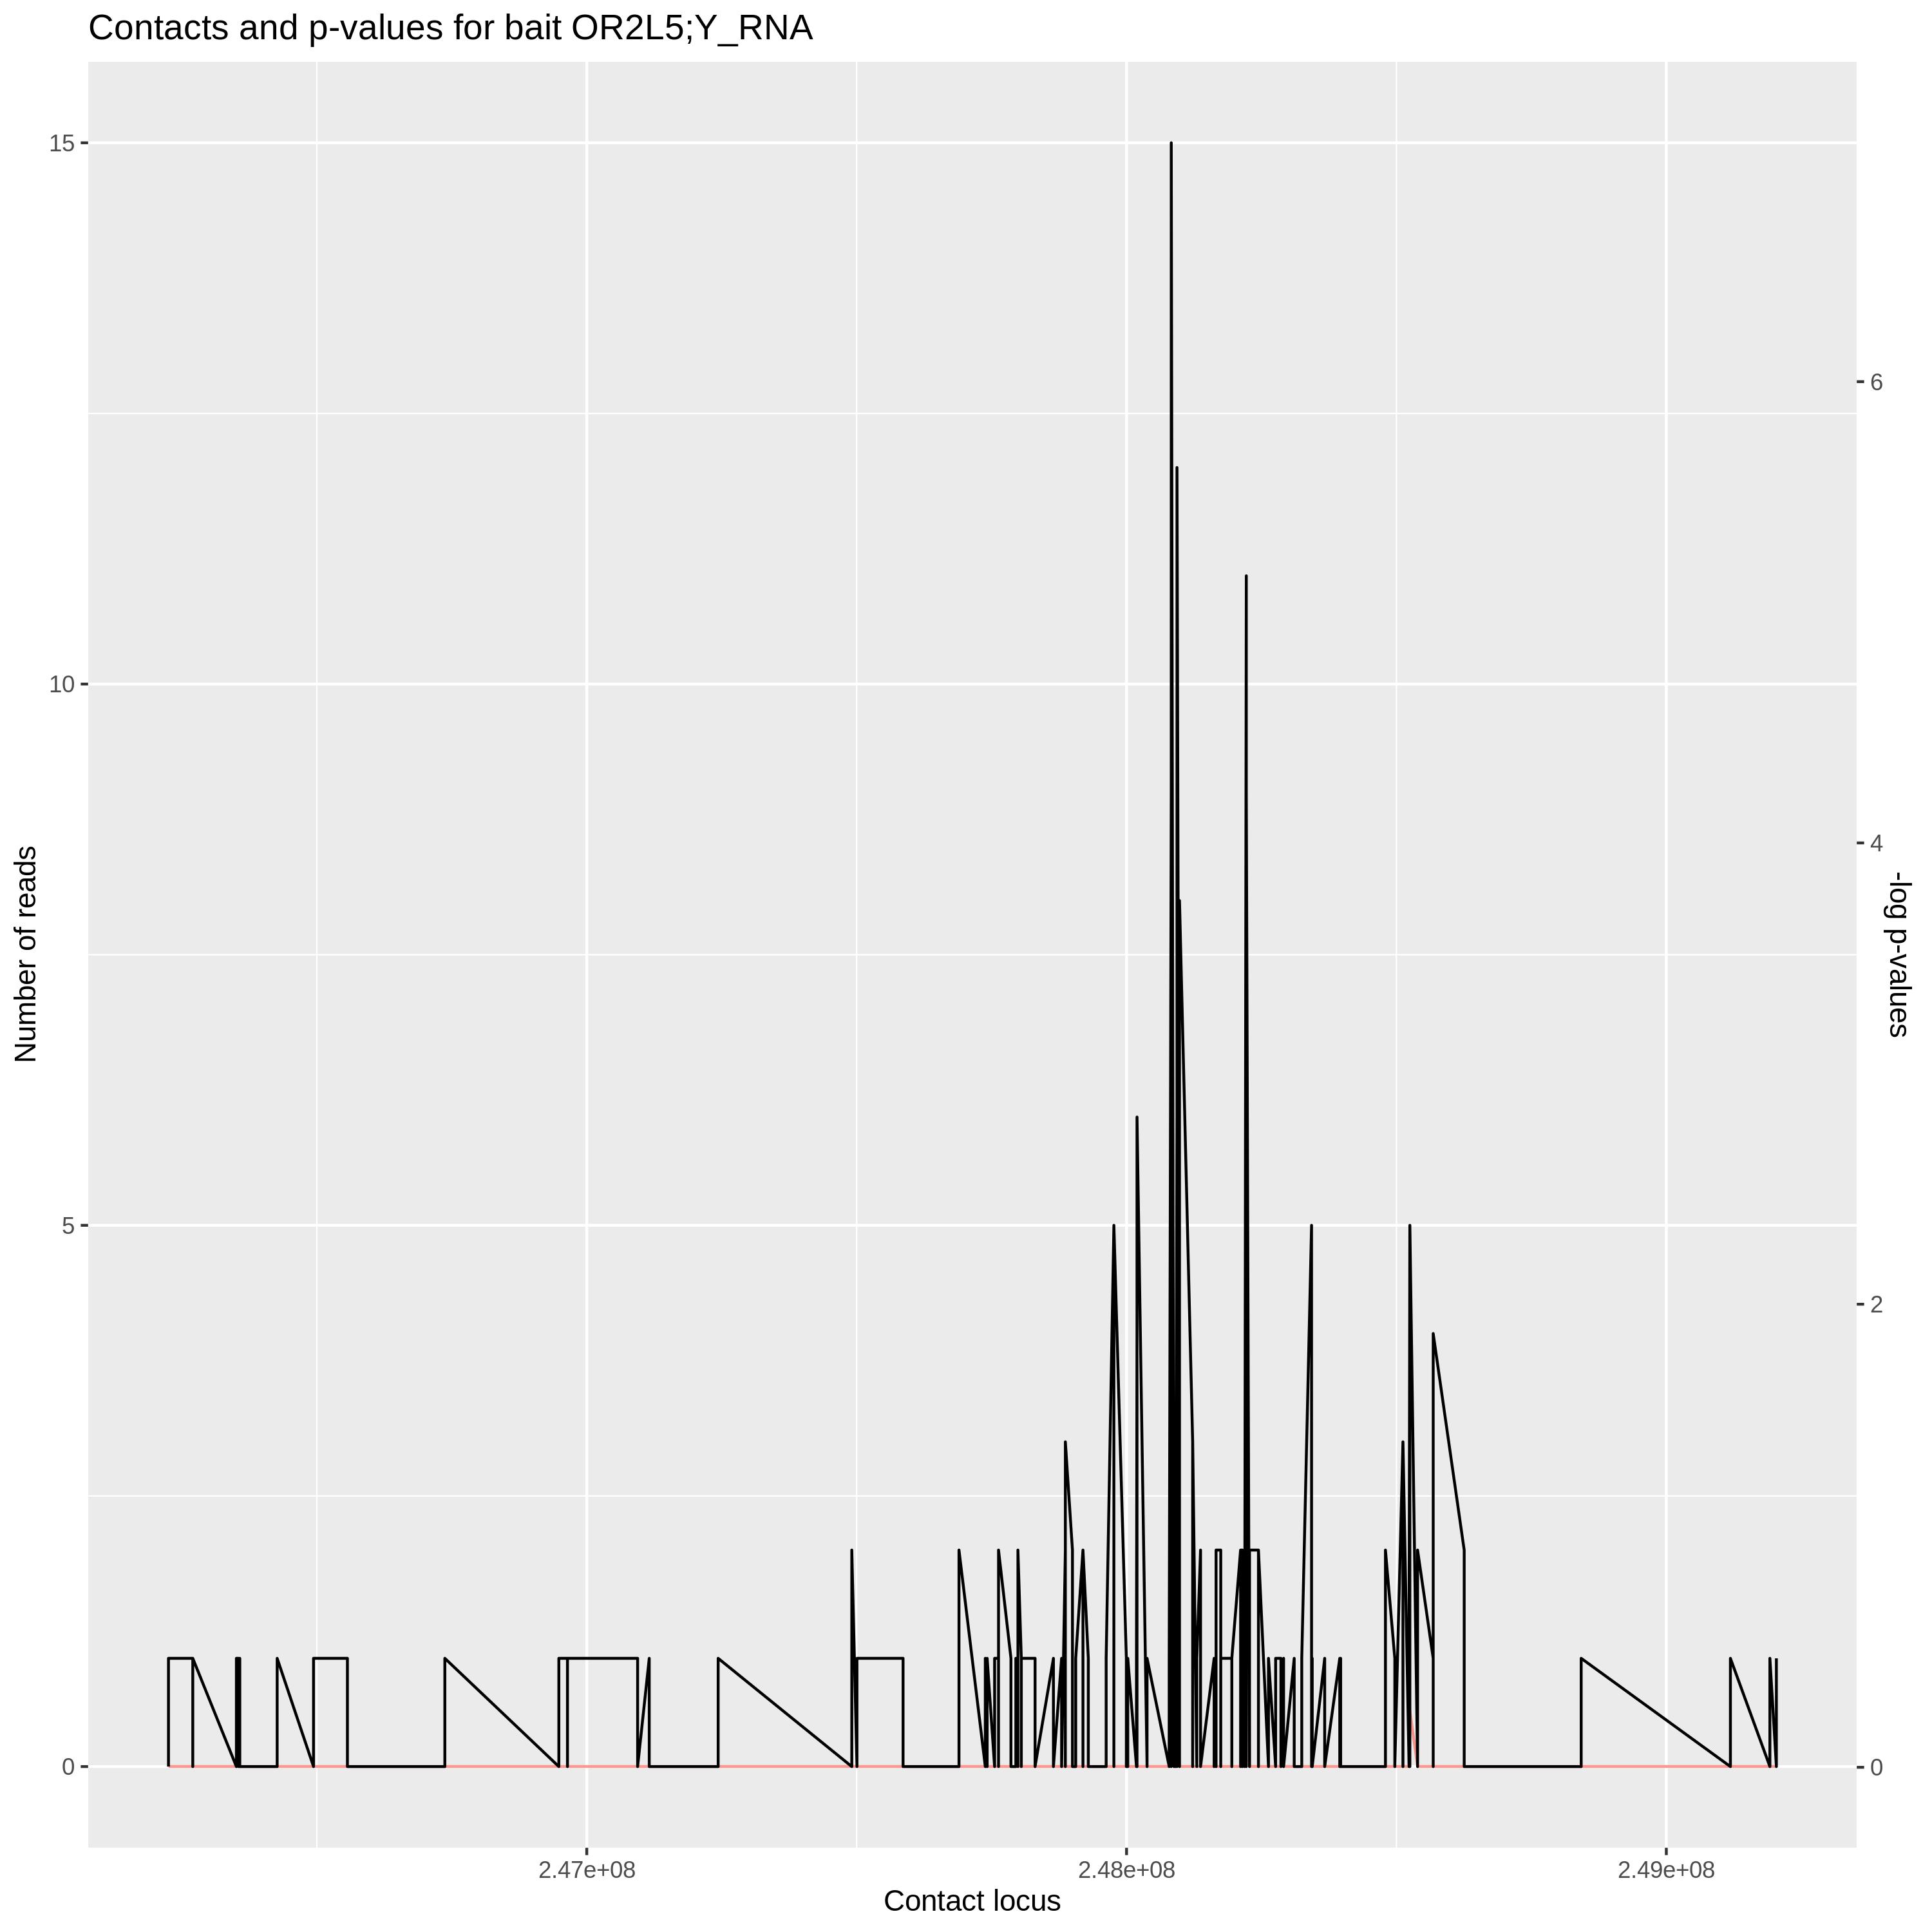 Contacts and p-values for bait OR2L5;Y_RNA
15
10
5
0
Number of reads
6
4
2
0
-log p-values
2.47e+08
2.48e+08
2.49e+08
Contact locus